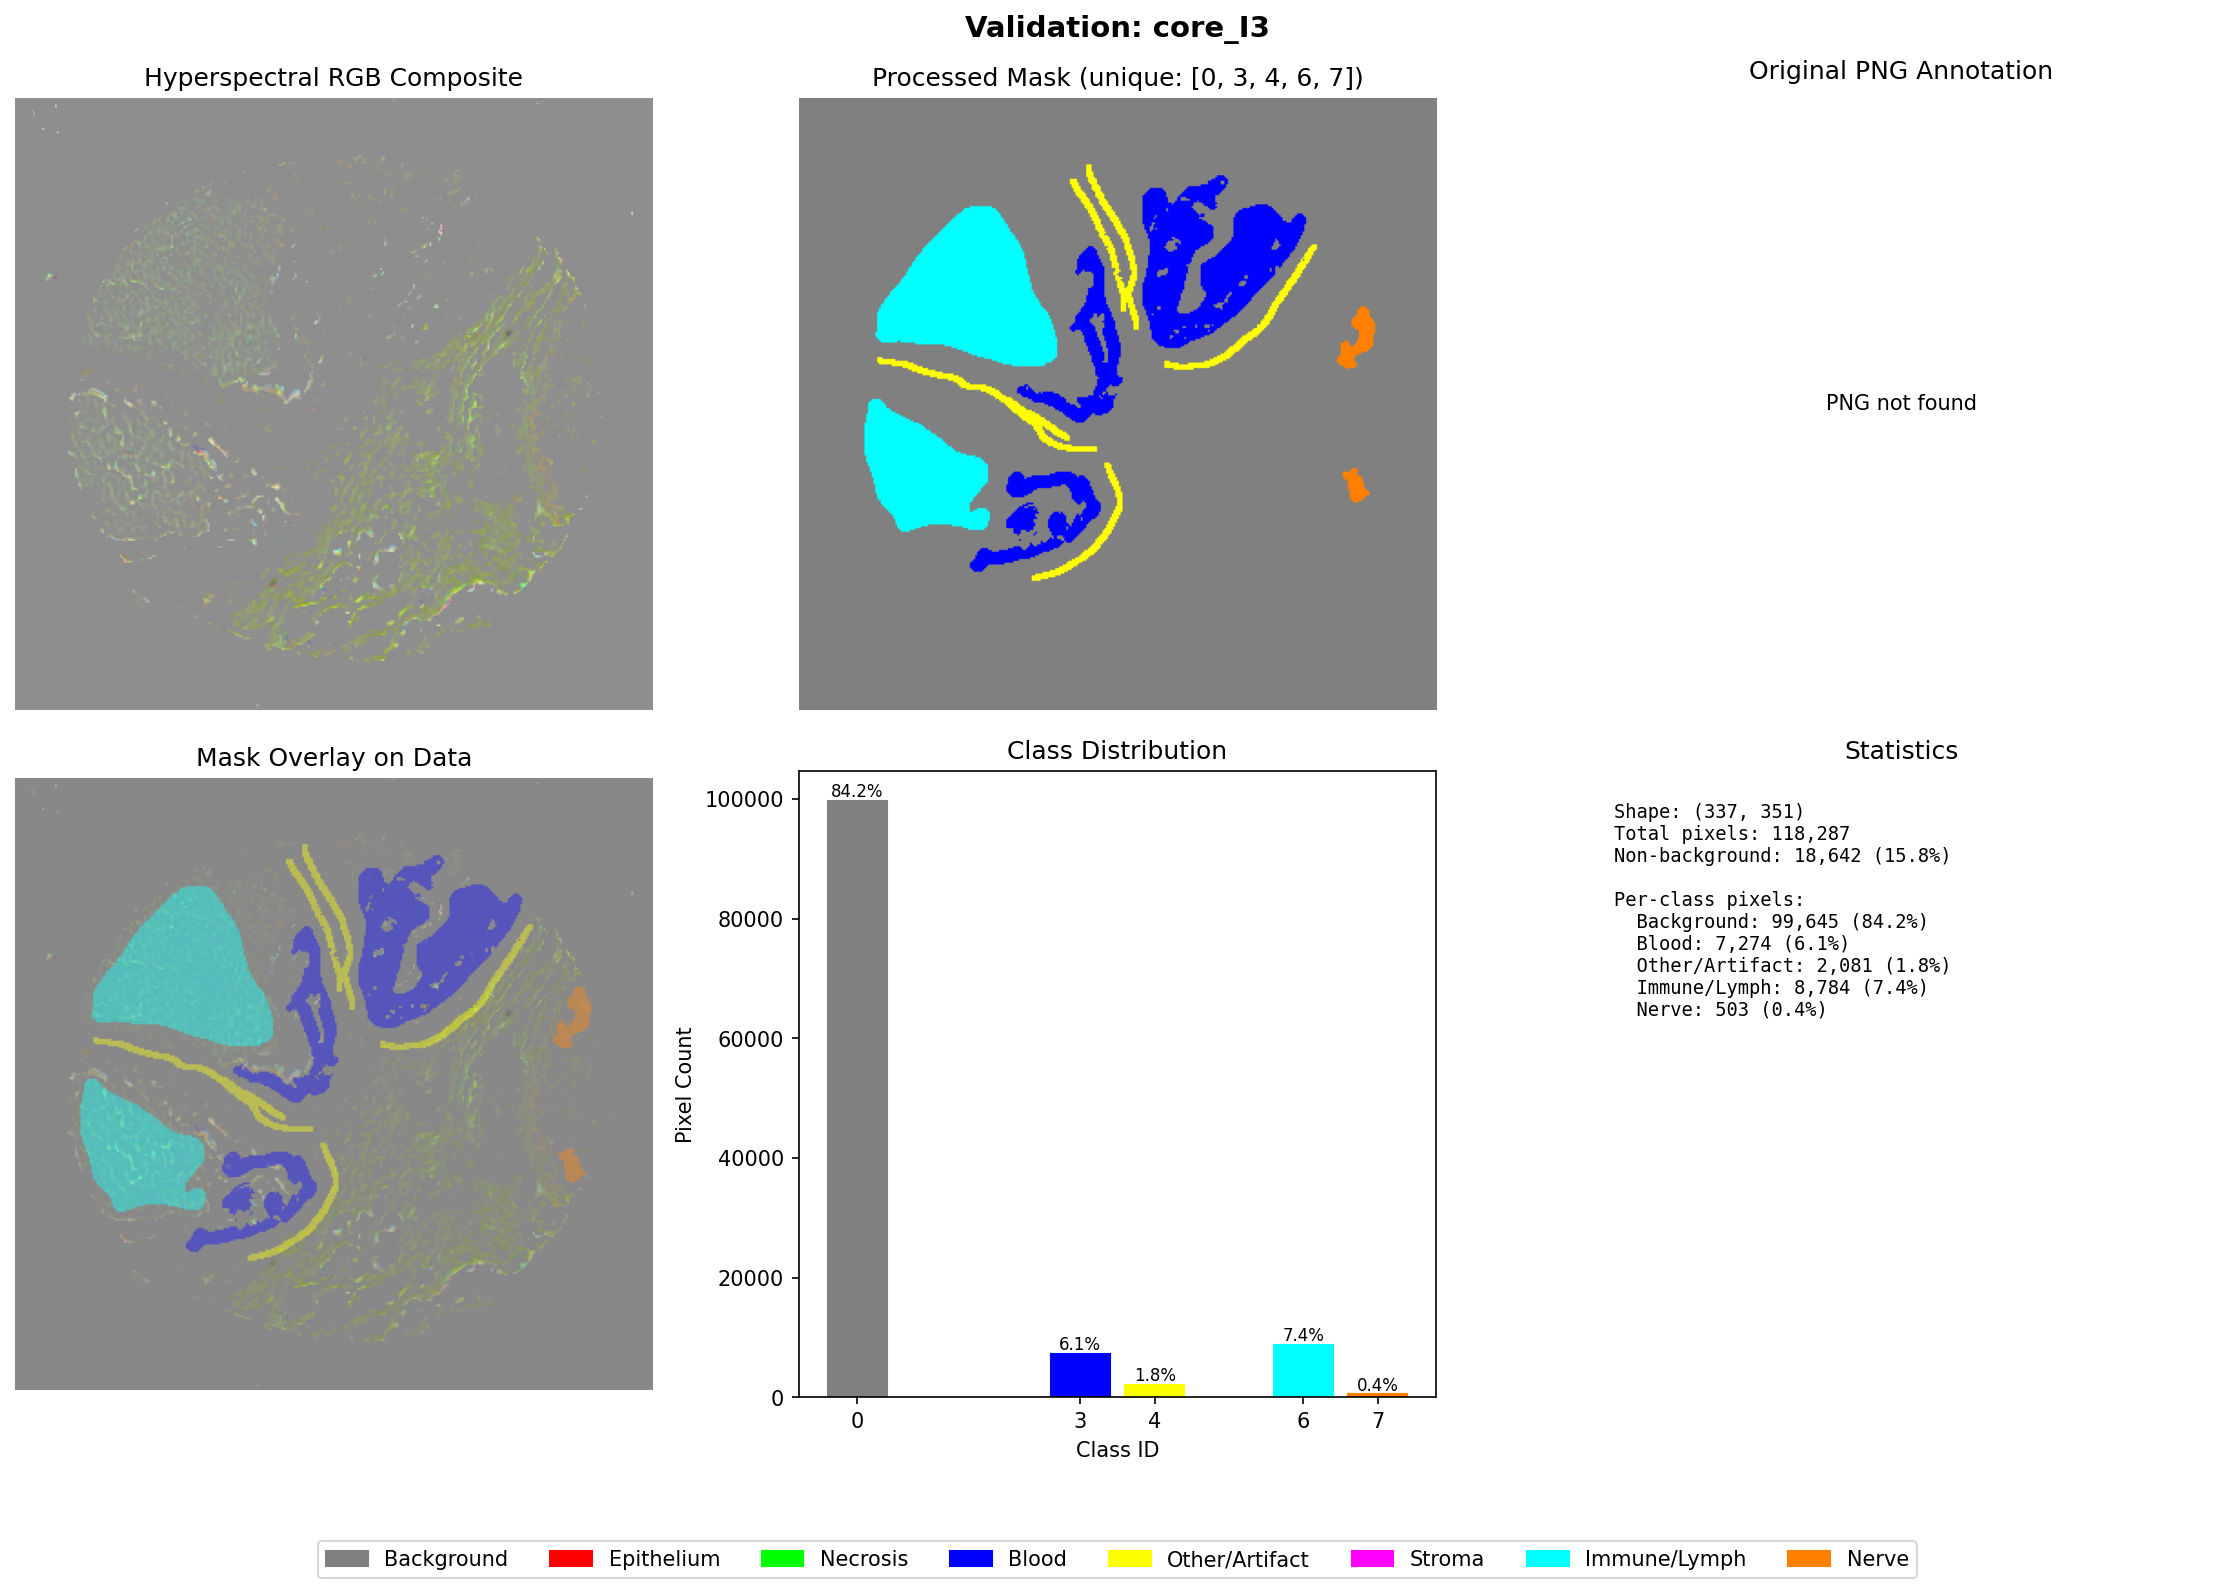 Validation: core_I3
Hyperspectral RGB Composite
Processed Mask (unique: [0, 3, 4, 6, 7])
Original PNG Annotation
PNG not found
Mask Overlay on Data
Class Distribution
Pixel Count
100000
80000
60000
40000
20000
0
84.2%
6.1%
1.8%
7.4%
0.4%
0 3 4 6 7
Class ID
Statistics
Shape: (337, 351)
Total pixels: 118,287
Non-background: 18,642 (15.8%)
Per-class pixels:
Background: 99,645 (84.2%)
Blood: 7,274 (6.1%)
Other/Artifact: 2,081 (1.8%)
Immune/Lymph: 8,784 (7.4%)
Nerve: 503 (0.4%)
Background Epithelium Necrosis Blood Other/Artifact Stroma Immune/Lymph Nerve